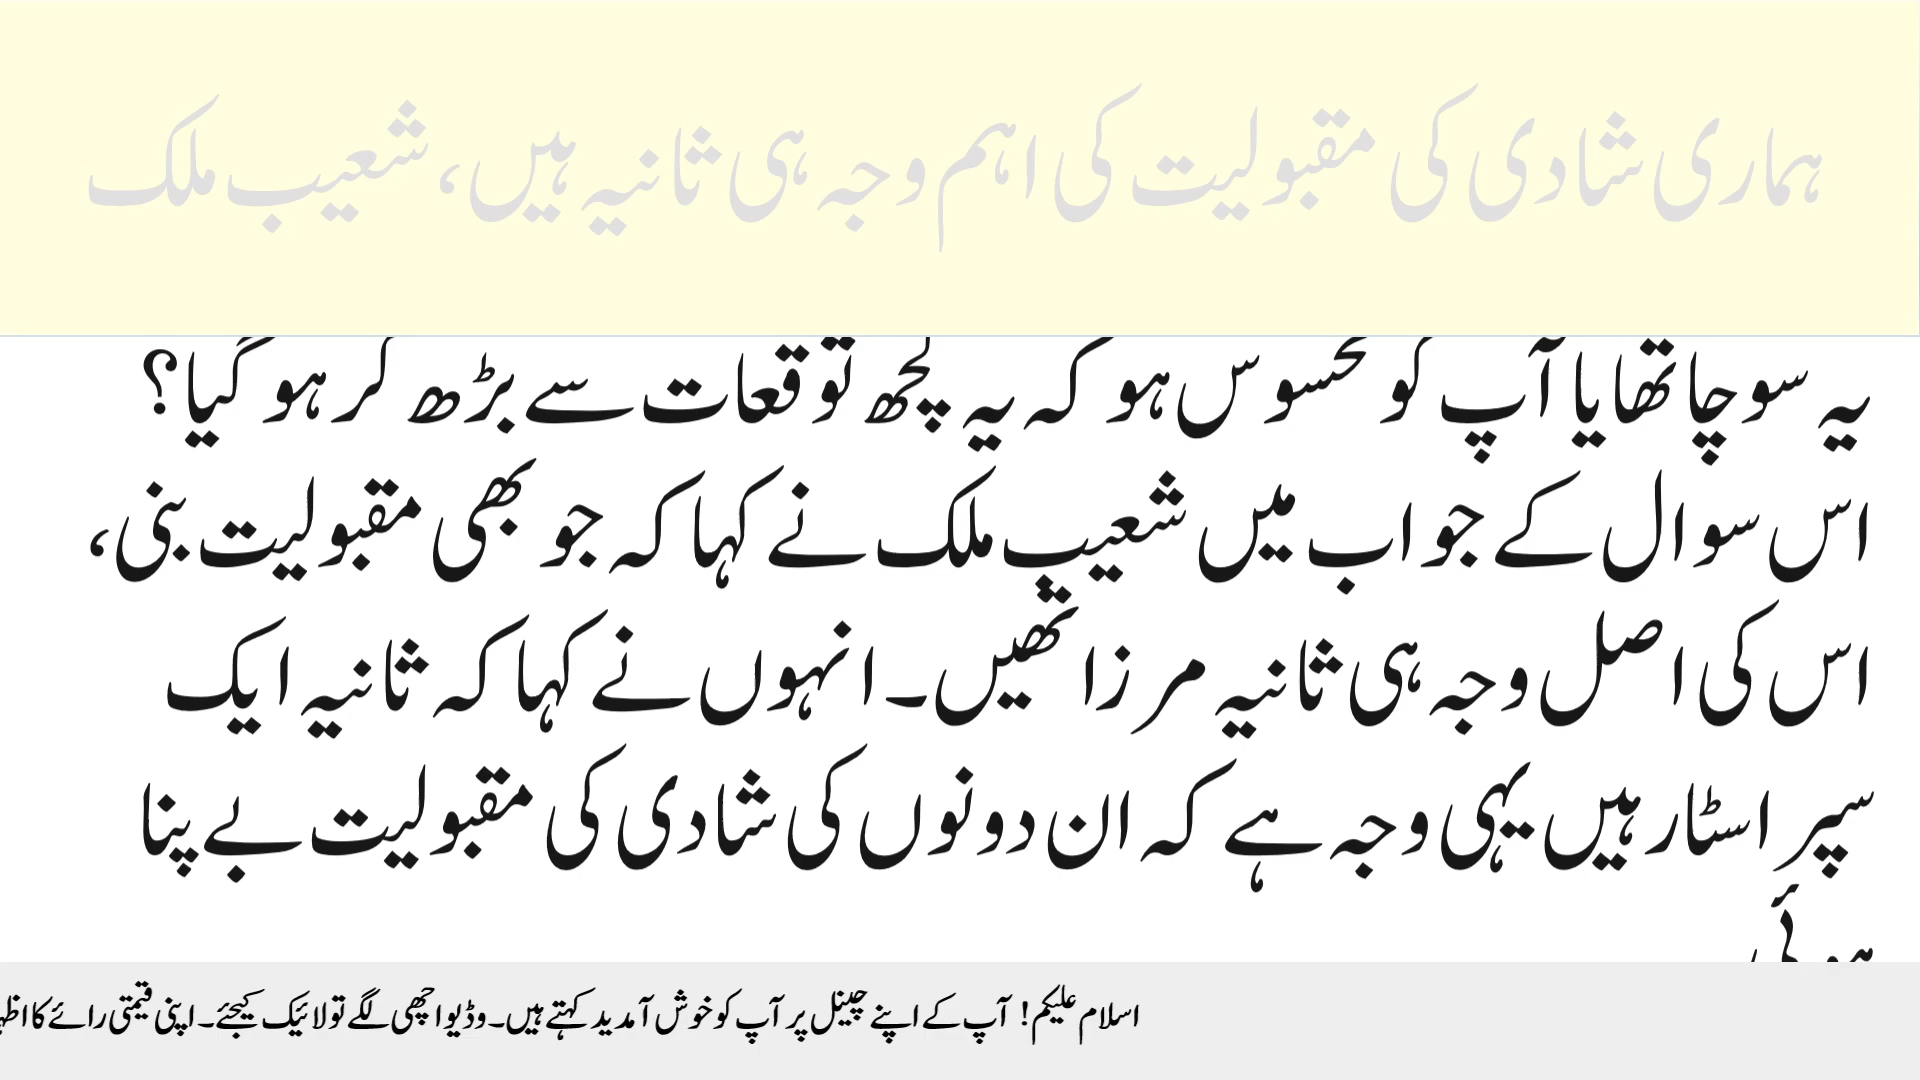 ہماری شادی کی مقبولیت کی اہم وجہ ہی ثانیہ ہیں، شعیب ملک
یہ سوچا تھا یا آپ کو محسوس ہو کہ یہ کچھ توقعات سے بڑھ کر ہو گیا؟
اس سوال کے جواب میں شعیب ملک نے کہا کہ جو بھی مقبولیت بنی،
اس کی اصل وجہ ہی ثانیہ مرزا تھیں۔ انہوں نے کہا کہ ثانیہ ایک
سپر اسٹار ہیں یہی وجہ ہے کہ ان دونوں کی شادی کی مقبولیت بے پنا
ہوئی
اسلام علیکم! آپ کے اپنے چینل پر آپ کو خوش آمدید کہتے ہیں۔ وڈیو اچھی لگے تو لائیک کیجئے۔ اپنی قیمتی رائے کا